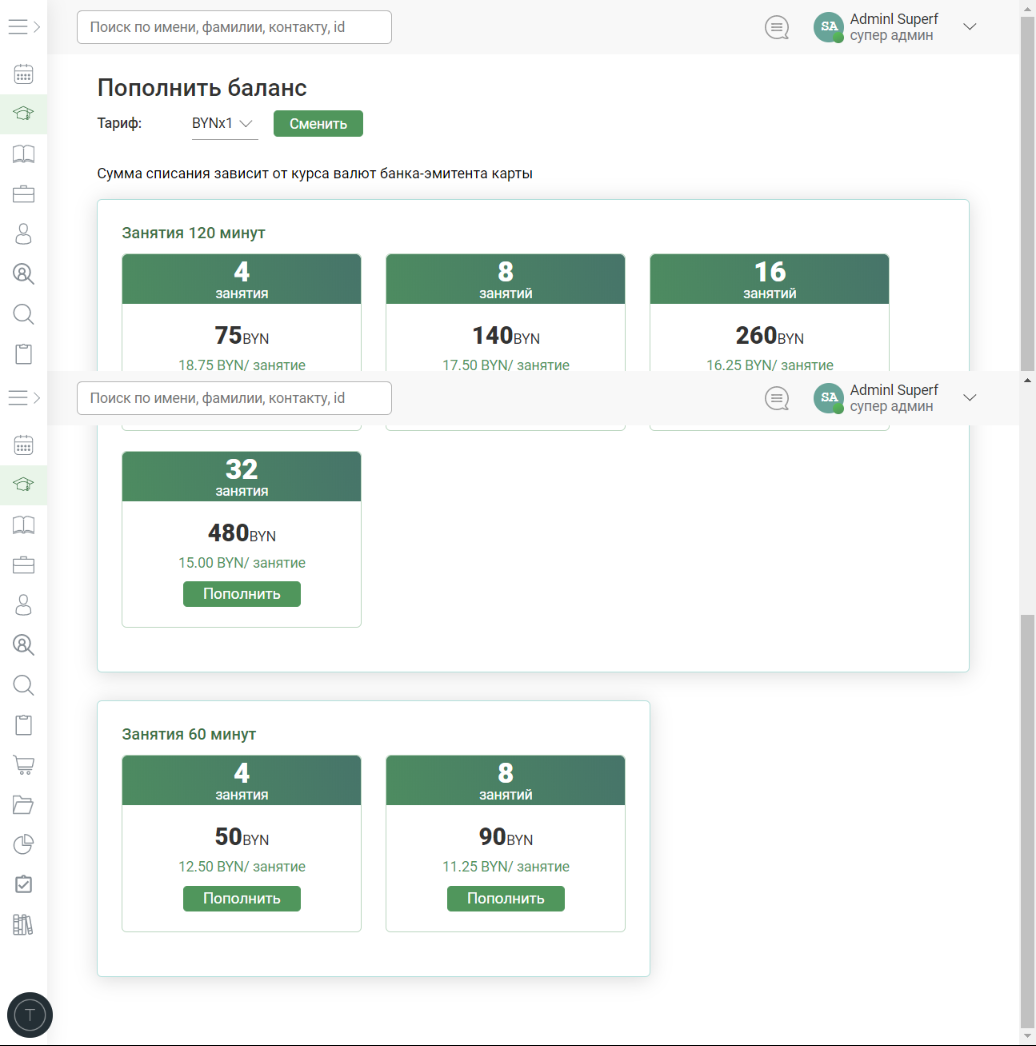 Поиск по имени, фамилии, контакту, id
SA
Adminl Superf
супер админ
Пополнить баланс
Тариф:
BYNx1
Сменить
Сумма списания зависит от курса валют банка-эмитента карты
Занятия 120 минут
4
занятия
75BYN
18.75 BYN/ занятие
8
занятий
140BYN
17.50 BYN/ занятие
16
занятий
260BYN
16.25 BYN/ занятие
Поиск по имени, фамилии, контакту, id
SA
Adminl Superf
супер админ
32
занятия
480BYN
15.00 BYN/ занятие
Пополнить
Занятия 60 минут
4
занятия
50BYN
12.50 BYN/ занятие
Пополнить
8
занятий
90BYN
11.25 BYN/ занятие
Пополнить
T